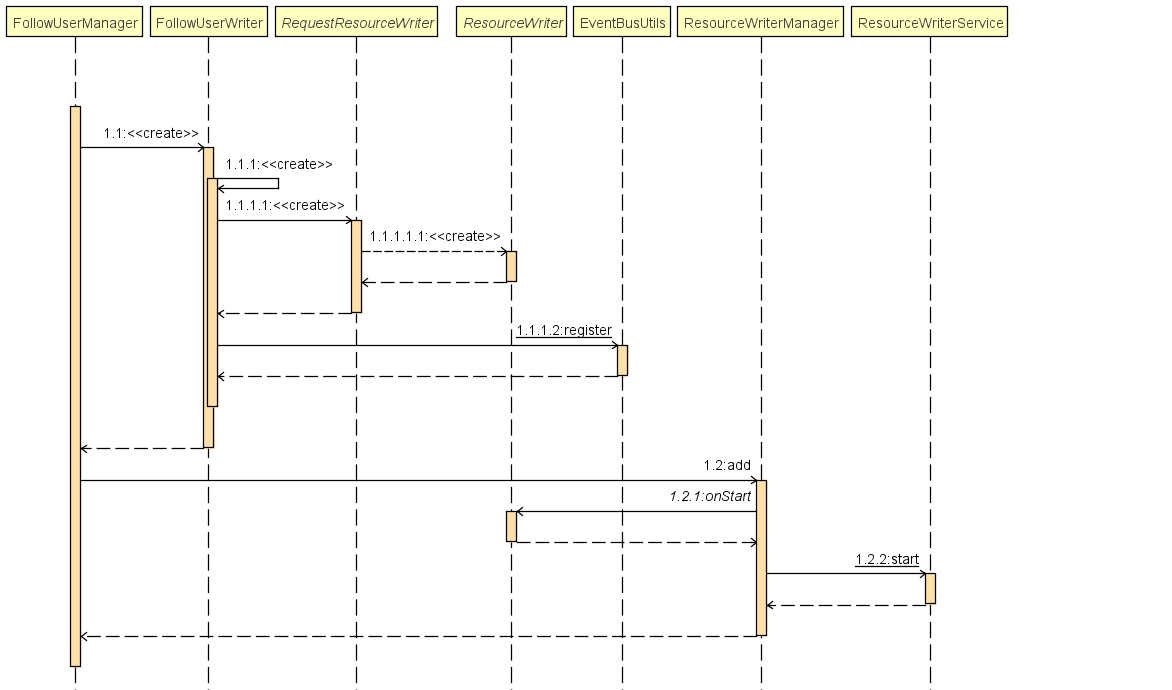 FollowUserManager
FollowUserWriter
RequestResourceWriter
ResourceWriter
EventBusUtils
ResourceWriterManager
ResourceWriterService
1.1:<<create>>
1.1.1:<<create>>
1.1.1.1:<<create>>
1.1.1.1.1:<<create>>
1.1.1.2:register
1.2:add
1.2.1:onStart
1.2.2:start